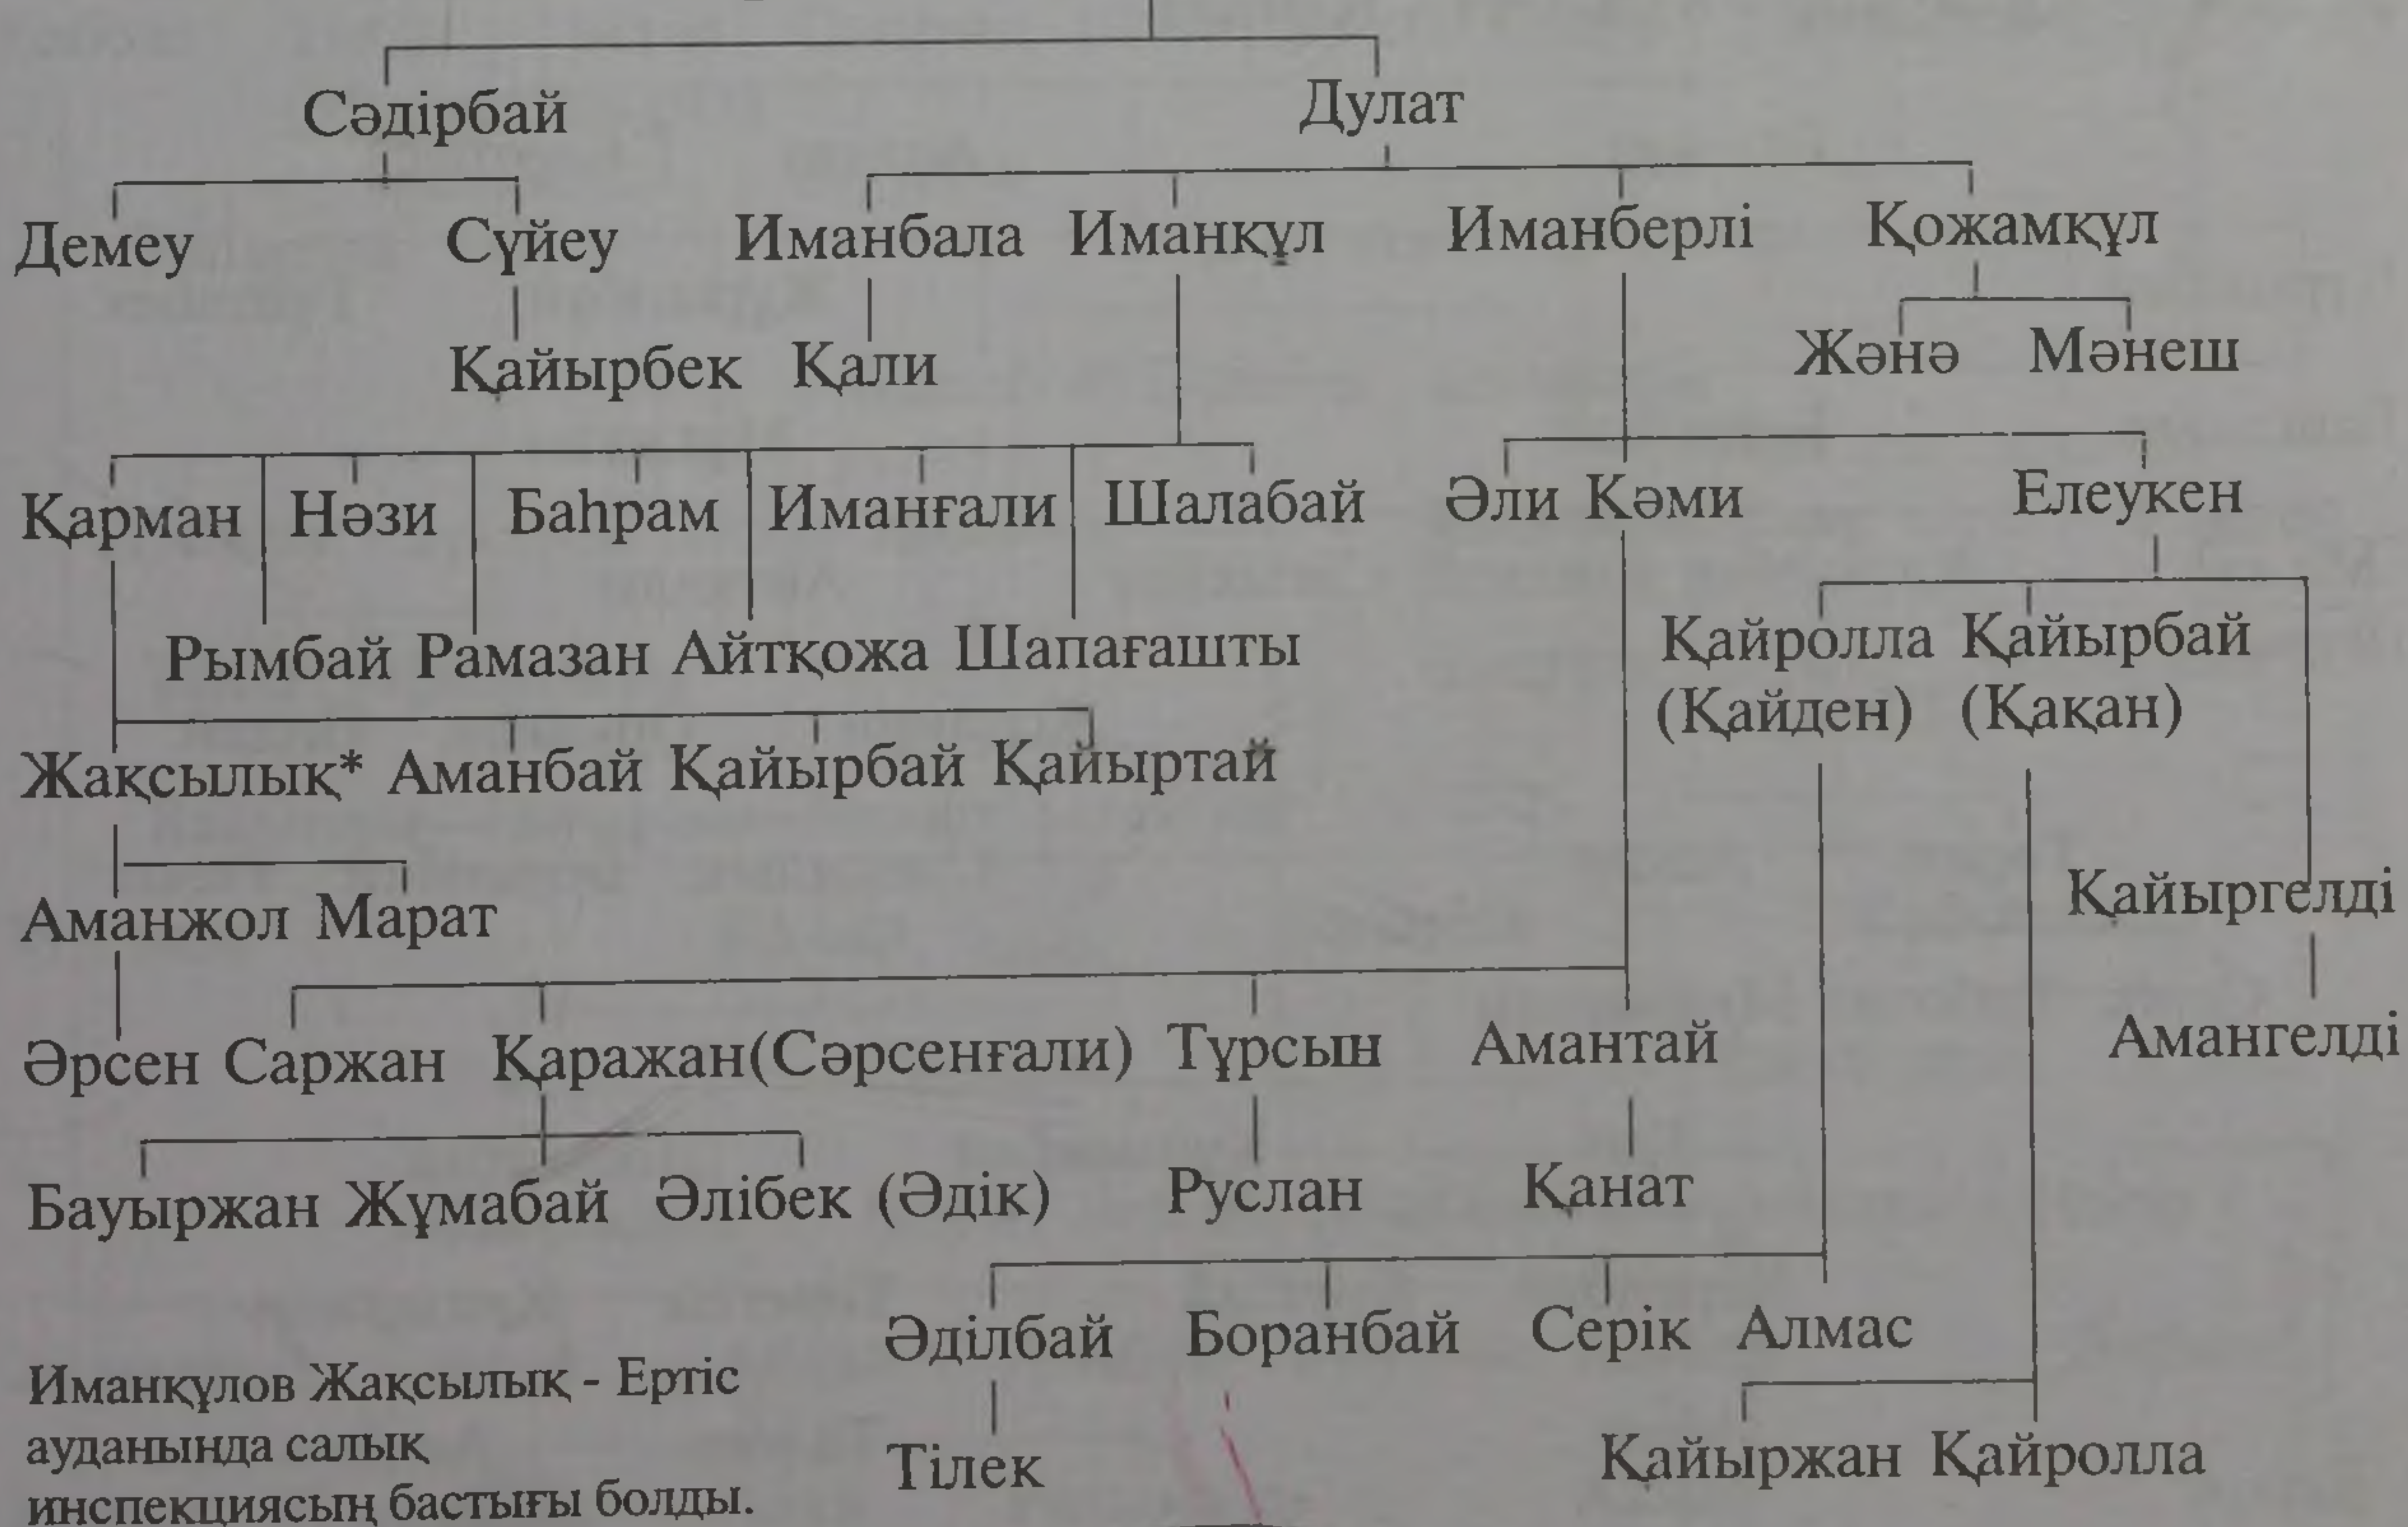 Сәдірбай Дулат
Демеу Сүйеу Иманбала Иманқұл Иманберлі Қожамқұл
Қайырбек Қали Жәнә Мәнеш
Қарман Нәзи Баһрам Иманғали Шалабай Әли Кәми Елеукен
Рымбай Рамазан Айтқожа Шапағашты Қайролла Қайырбай
(Қайден) (Қақан)
Жақсылық* Аманбай Қайырбай Қайыртай
Аманжол Марат Қайыргелді
Әрсен Саржан Қаражан(Сәрсенғали) Тұрсын Амантай Амангелді
Бауыржан Жұмабай Әлібек (Әдік) Руслан Қанат
Әділбай Боранбай Серік Алмас
Тілек Қайыржан Қайролла
Иманқұлов Жақсылық - Ертіс
ауданында салық
инспекциясың бастығы болды.